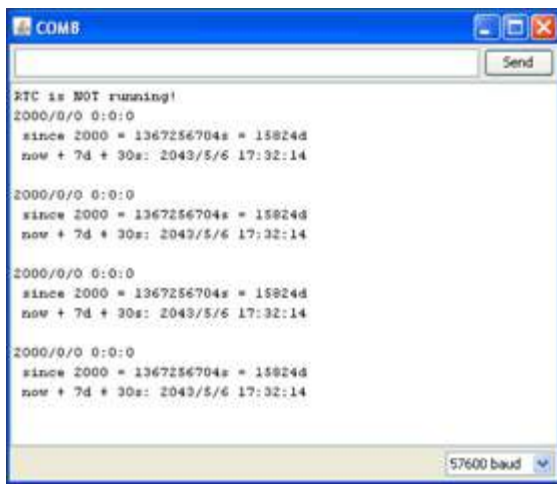 COM8
Send
RTC is NOT running!
2000/0/0 0:0:0
since 2000 = 1367256704s = 15824d
now + 7d + 30s: 2043/5/6 17:32:14
2000/0/0 0:0:0
since 2000 = 1367256704s = 15824d
now + 7d + 30s: 2043/5/6 17:32:14
2000/0/0 0:0:0
since 2000 = 1367256704s = 15824d
now + 7d + 30s: 2043/5/6 17:32:14
2000/0/0 0:0:0
since 2000 = 1367256704s = 15824d
now + 7d + 30s: 2043/5/6 17:32:14
57600 baud